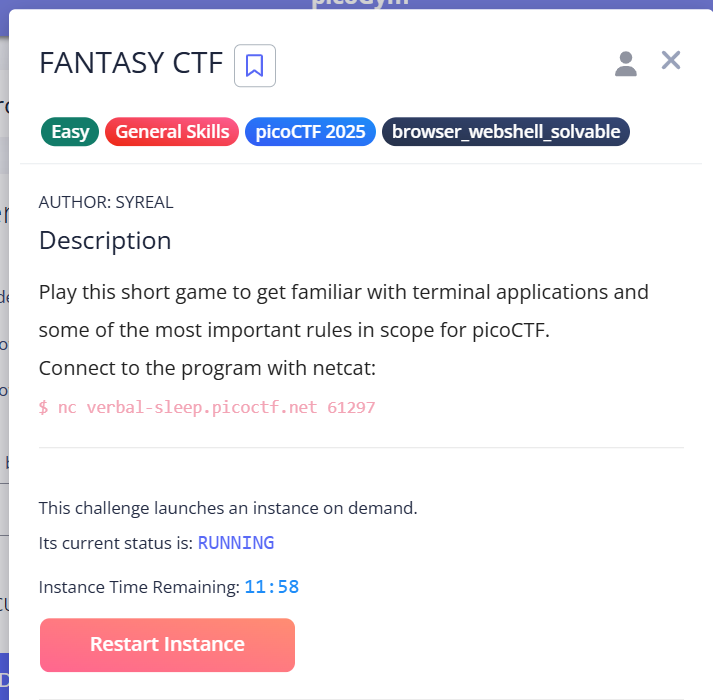 picoGym
FANTASY CTF
Easy General Skills picoCTF 2025 browser_webshell_solvable
AUTHOR: SYREAL
Description
Play this short game to get familiar with terminal applications and
some of the most important rules in scope for picoCTF.
Connect to the program with netcat:
$ nc verbal-sleep.picoctf.net 61297
This challenge launches an instance on demand.
Its current status is: RUNNING
Instance Time Remaining: 11:58
Restart Instance